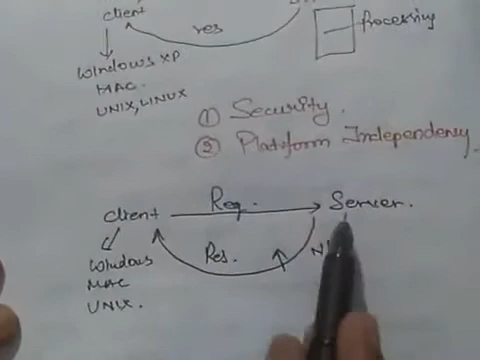 client
res
Processing
Windows XP
MAC.
UNIX, LINUX
① Security.
② Platform Independency.
Req.
client
Server.
Windows
Res.
MAC
UNIX.